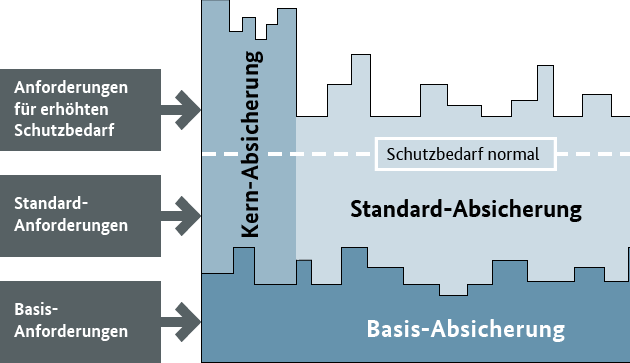 Anforderungen
für erhöhten
Schutzbedarf
Standard-
Anforderungen
Basis-
Anforderungen
Kern-Absicherung
Schutzbedarf normal
Standard-Absicherung
Basis-Absicherung